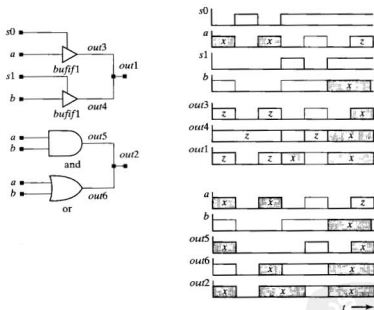 s0
a
out3
bufif1
out1
s1
b
out4
bufif1
a
b
out5
and
out2
a
b
out6
or
s0
a x x z
s1
b x
out3 z z x
out4 z z x
out1 z z x x
a x x z
b x
out5 x x
out6 x x
out2 x x x
t